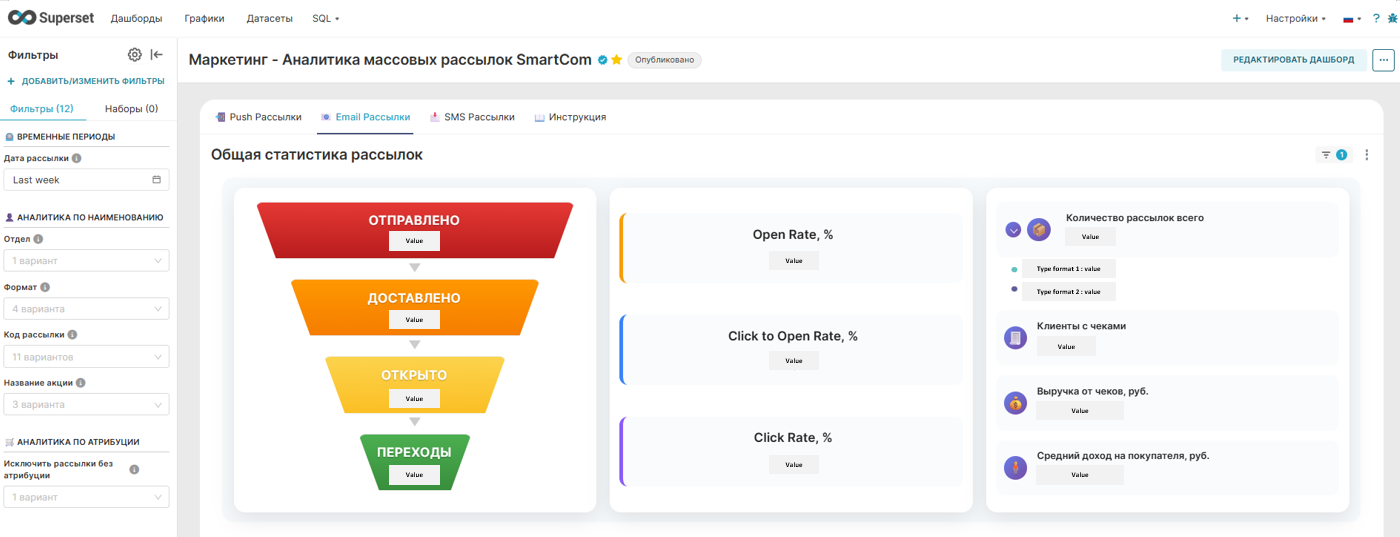 Superset
Дашборды
Графики
Датасеты
SQL
+
Настройки
?
Фильтры
+ ДОБАВИТЬ/ИЗМЕНИТЬ ФИЛЬТРЫ
Фильтры (12)
Наборы (0)
ВРЕМЕННЫЕ ПЕРИОДЫ
Дата рассылки
Last week
АНАЛИТИКА ПО НАИМЕНОВАНИЮ
Отдел
1 вариант
Формат
4 варианта
Код рассылки
11 вариантов
Название акции
3 варианта
АНАЛИТИКА ПО АТРИБУЦИИ
Исключить рассылки без
атрибуции
1 вариант
Маркетинг - Аналитика массовых рассылок SmartCom
Опубликовано
РЕДАКТИРОВАТЬ ДАШБОРД
...
Push Рассылки
Email Рассылки
SMS Рассылки
Инструкция
Общая статистика рассылок
1
ОТПРАВЛЕНО
Value
ДОСТАВЛЕНО
Value
ОТКРЫТО
Value
ПЕРЕХОДЫ
Value
Open Rate, %
Value
Click to Open Rate, %
Value
Click Rate, %
Value
Количество рассылок всего
Value
Type format 1 : value
Type format 2 : value
Клиенты с чеками
Value
Выручка от чеков, руб.
Value
Средний доход на покупателя, руб.
Value